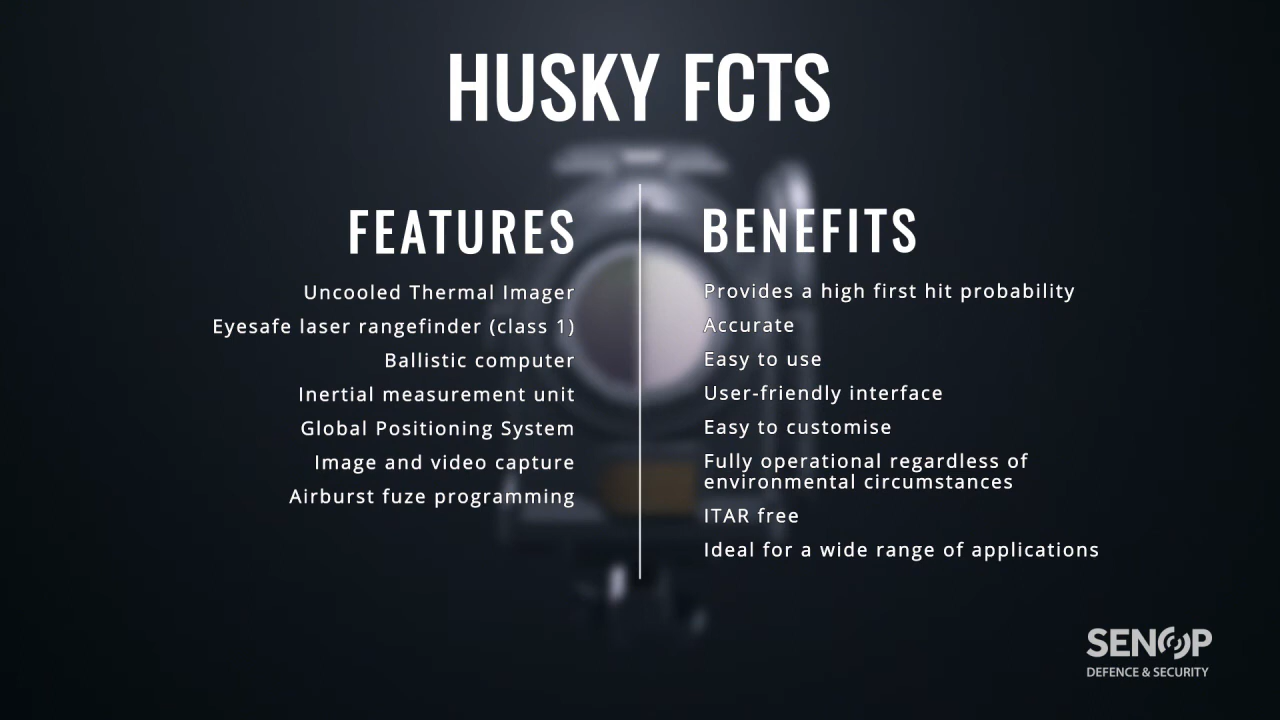 HUSKY FCTS
FEATURES
Uncooled Thermal Imager
Eyesafe laser rangefinder (class 1)
Ballistic computer
Inertial measurement unit
Global Positioning System
Image and video capture
Airburst fuze programming
BENEFITS
Provides a high first hit probability
Accurate
Easy to use
User-friendly interface
Easy to customise
Fully operational regardless of
environmental circumstances
ITAR free
Ideal for a wide range of applications
SENOP
DEFENCE & SECURITY